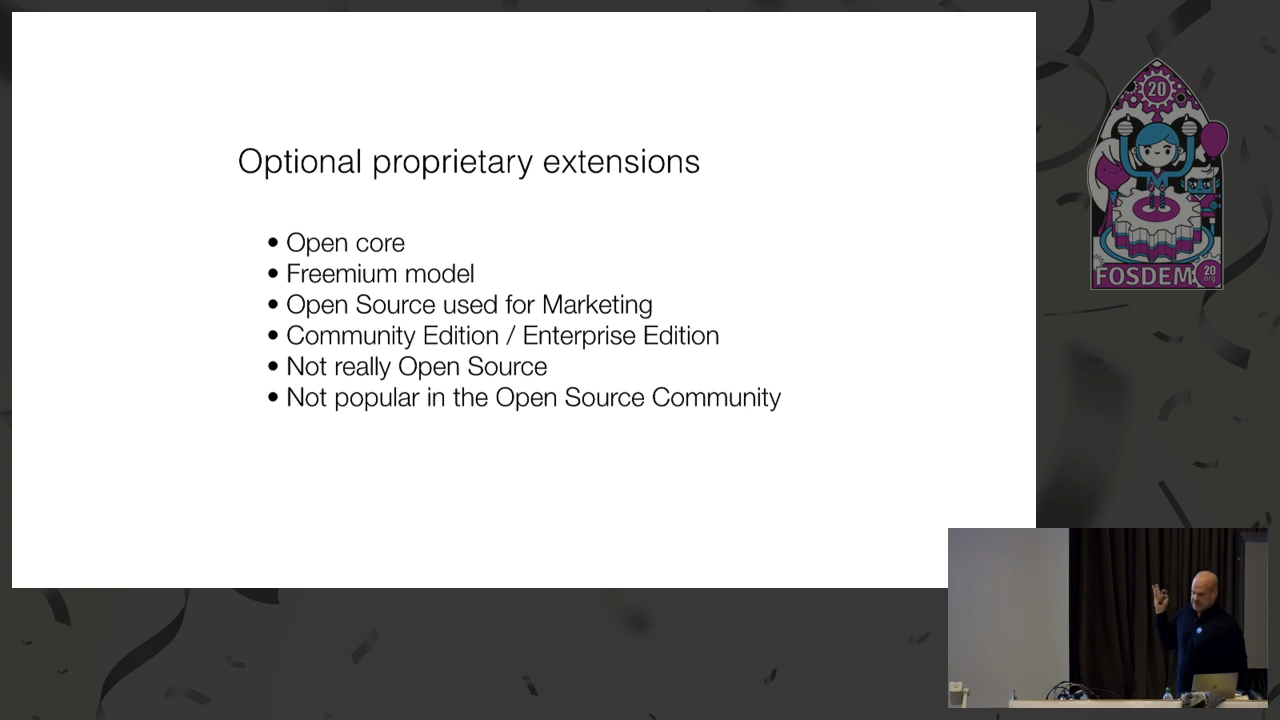 Optional proprietary extensions
• Open core
• Freemium model
• Open Source used for Marketing
• Community Edition / Enterprise Edition
• Not really Open Source
• Not popular in the Open Source Community
20
FOSDEM
20
.org